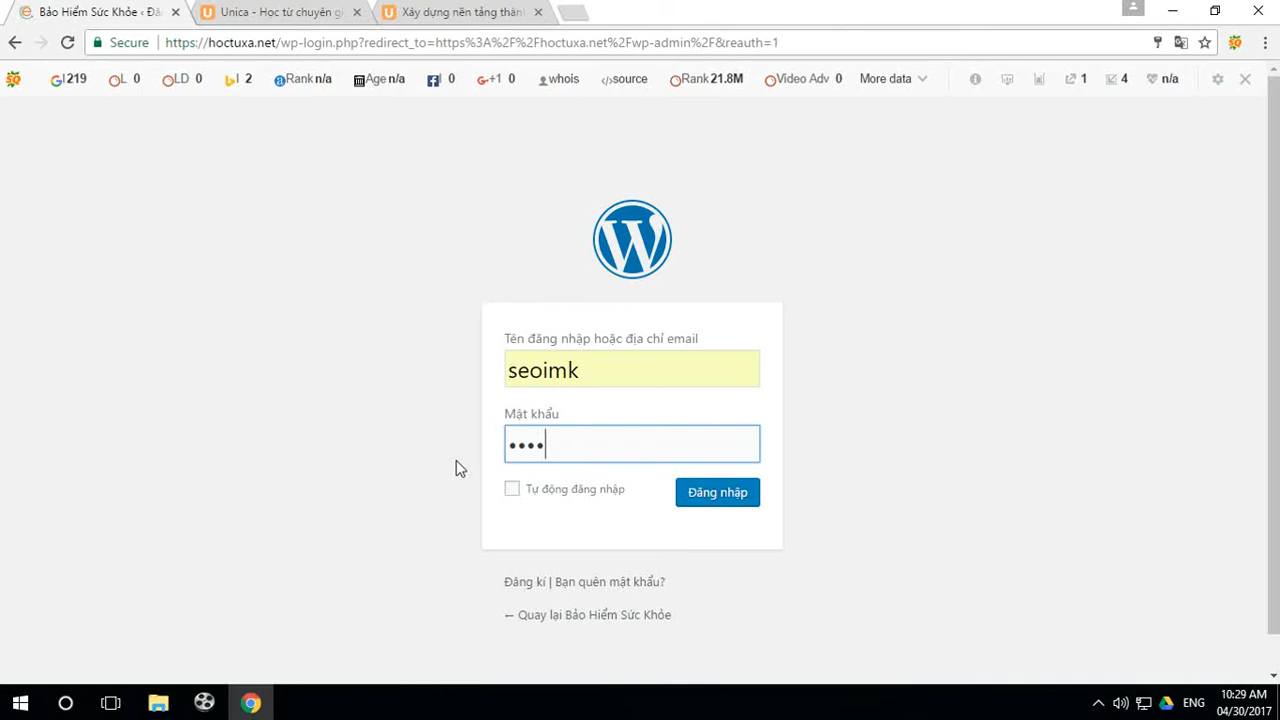 Bảo Hiểm Sức Khỏe ‹ Đă
Unica - Học từ chuyên g
Xây dựng nền tảng thàn
Secure
https://hoctuxa.net/wp-login.php?redirect_to=https%3A%2F%2Fhoctuxa.net%2Fwp-admin%2F&reauth=1
I 219
L 0
LD 0
I 2
Rank n/a
Age n/a
I 0
+1 0
whois
source
Rank 21.8M
Video Adv 0
More data
1
4
n/a
Tên đăng nhập hoặc địa chỉ email
seoimk
Mật khẩu
••••
Tự động đăng nhập
Đăng nhập
Đăng kí | Bạn quên mật khẩu?
← Quay lại Bảo Hiểm Sức Khỏe
ENG
10:29 AM
04/30/2017